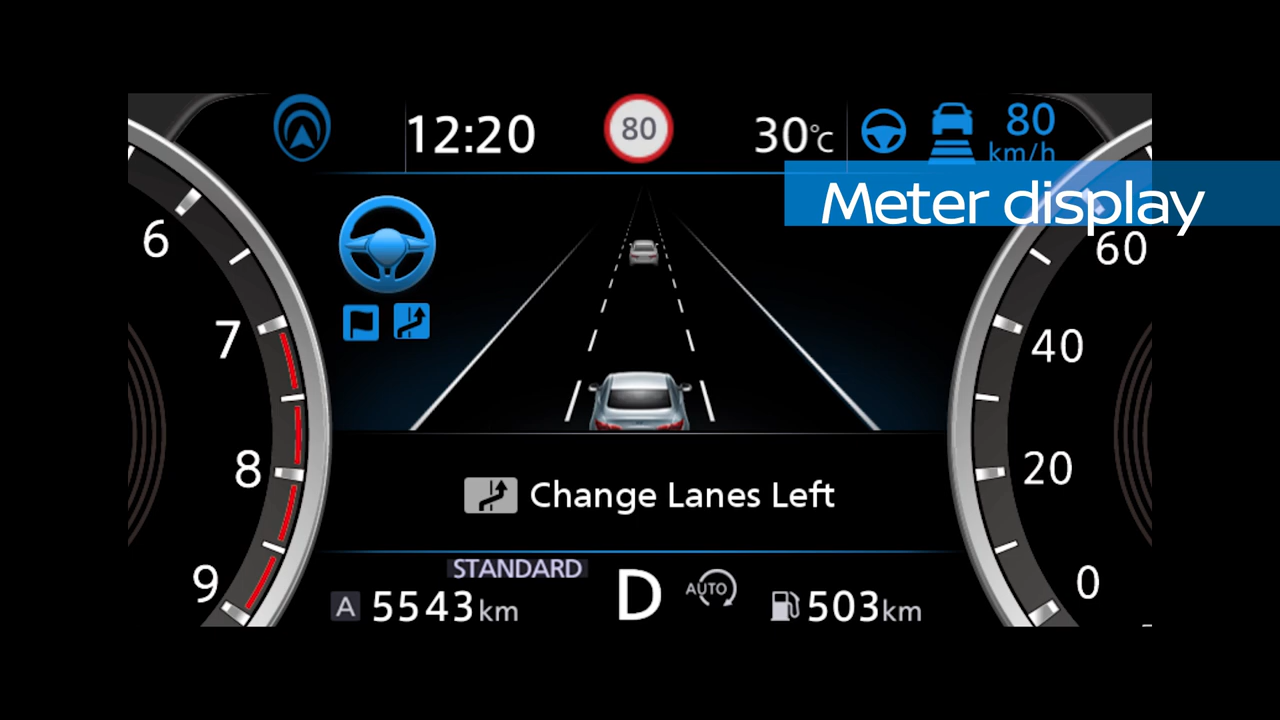 12:20
80
30°C
80
km/h
Meter display
6
7
8
9
60
40
20
0
Change Lanes Left
STANDARD
A 5543km
D
AUTO
503km